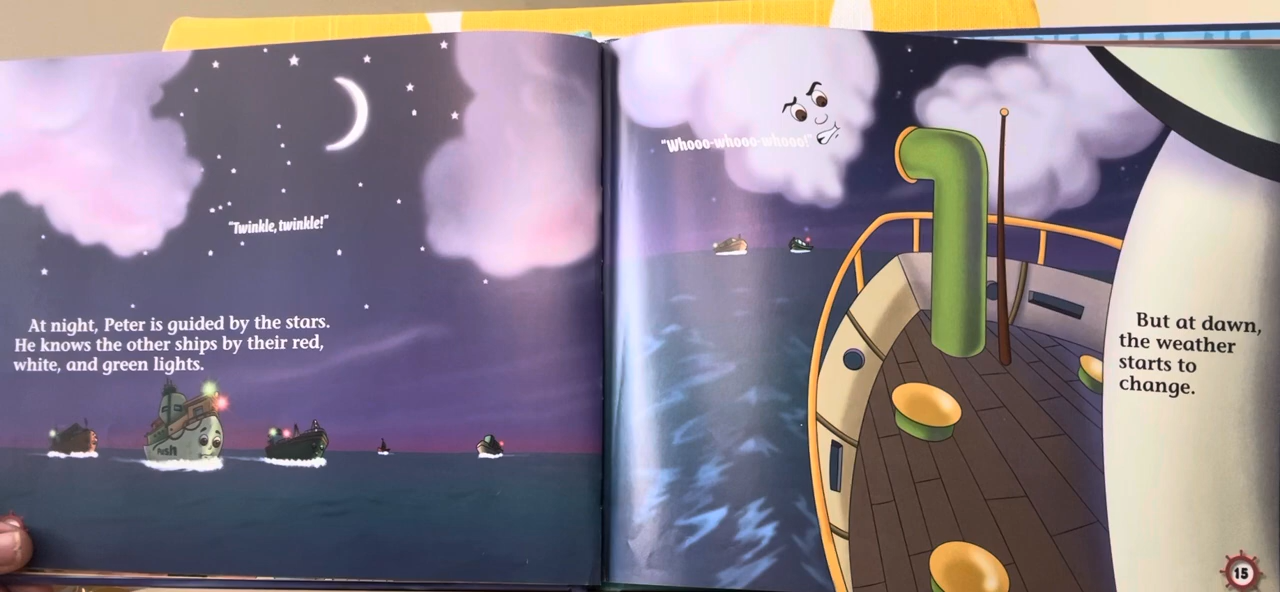 "Twinkle, twinkle!"
At night, Peter is guided by the stars.
He knows the other ships by their red,
white, and green lights.
PUSH
"Whooo-whooo-whooo!"
But at dawn,
the weather
starts to
change.
15